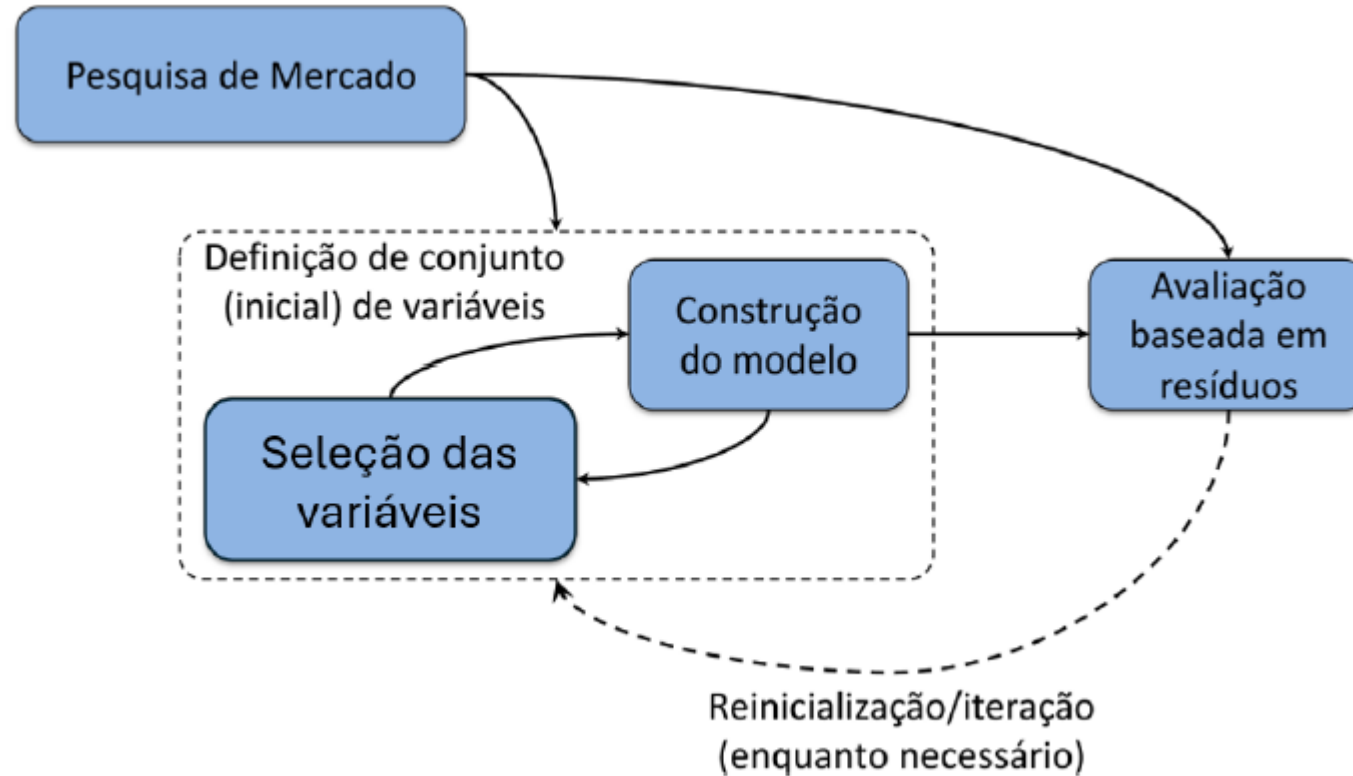 Pesquisa de Mercado
Definição de conjunto
(inicial) de variáveis
Construção
do modelo
Avaliação
baseada em
resíduos
Seleção das
variáveis
Reinicialização/iteração
(enquanto necessário)